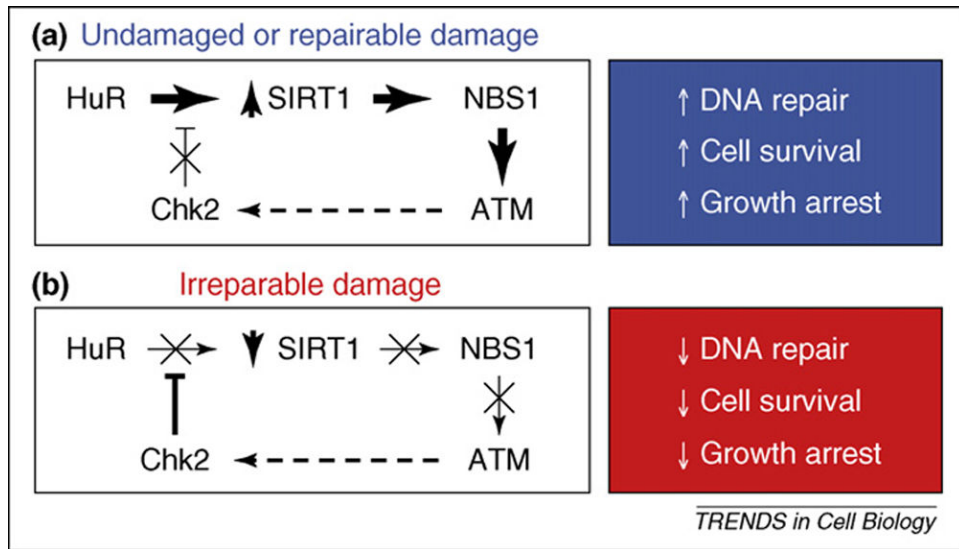 (a) Undamaged or repairable damage
HuR SIRT1 NBS1
Chk2 ATM
↑ DNA repair
↑ Cell survival
↑ Growth arrest
(b) Irreparable damage
HuR SIRT1 NBS1
Chk2 ATM
↓ DNA repair
↓ Cell survival
↓ Growth arrest
TRENDS in Cell Biology